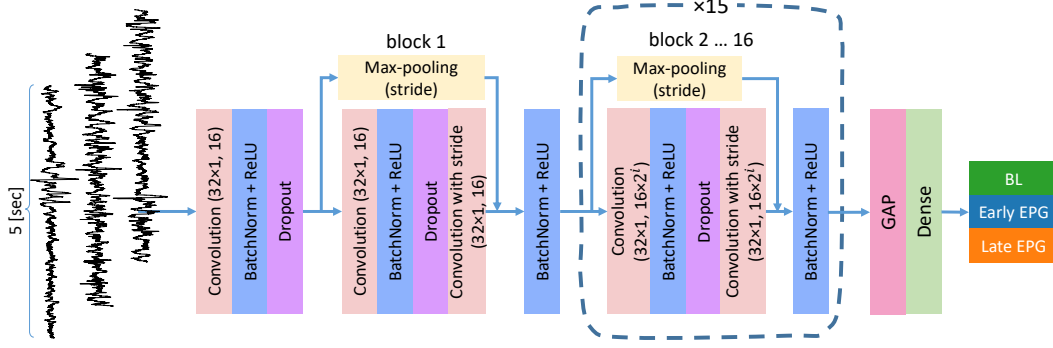 ×15
block 1
block 2 ... 16
Max-pooling
(stride)
Max-pooling
(stride)
5 [sec]
Convolution (32×1, 16)
BatchNorm + ReLU
Dropout
Convolution (32×1, 16)
BatchNorm + ReLU
Dropout
Convolution with stride
(32×1, 16)
BatchNorm + ReLU
Convolution
(32×1, 16×2^i)
BatchNorm + ReLU
Dropout
Convolution with stride
(32×1, 16×2^i)
BatchNorm + ReLU
GAP
Dense
BL
Early EPG
Late EPG